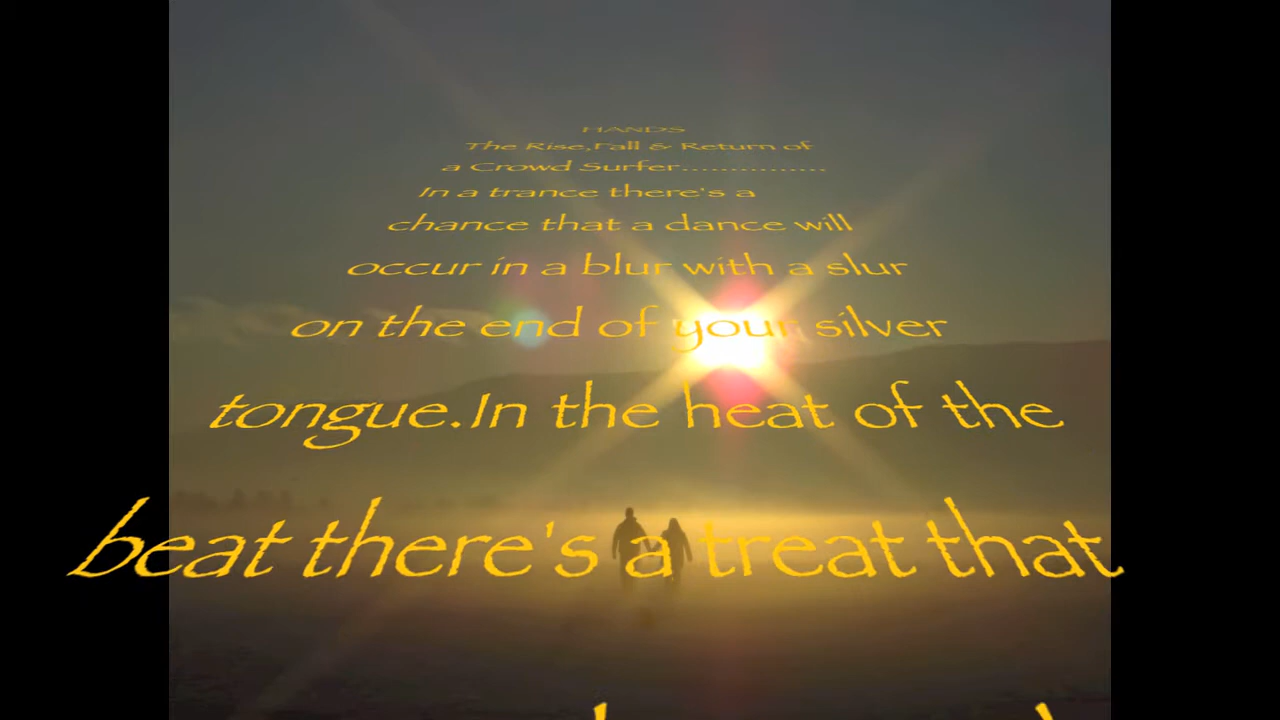 HANDS
The Rise,Fall & Return of
a Crowd Surfer................
In a trance there's a
chance that a dance will
occur in a blur with a slur
on the end of your silver
tongue.In the heat of the
beat there's a treat that